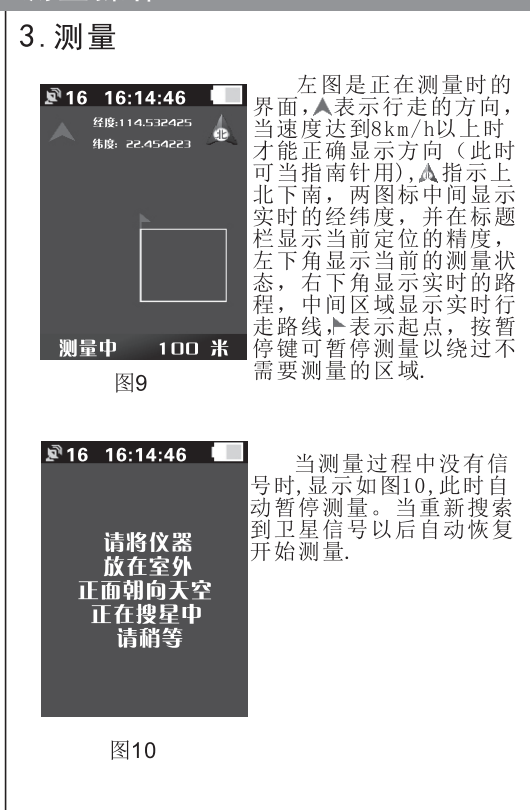 3.测量
16 16:14:46
经度:114.532425
纬度: 22.454223
北
测量中 100 米
图9
左图是正在测量时的
界面,表示行走的方向,
当速度达到8km/h以上时
才能正确显示方向（此时
可当指南针用),指示上
北下南，两图标中间显示
实时的经纬度，并在标题
栏显示当前定位的精度，
左下角显示当前的测量状
态，右下角显示实时的路
程，中间区域显示实时行
走路线,表示起点，按暂
停键可暂停测量以绕过不
需要测量的区域.
16 16:14:46
请将仪器
放在室外
正面朝向天空
正在搜星中
请稍等
图10
当测量过程中没有信
号时,显示如图10,此时自
动暂停测量。当重新搜索
到卫星信号以后自动恢复
开始测量.